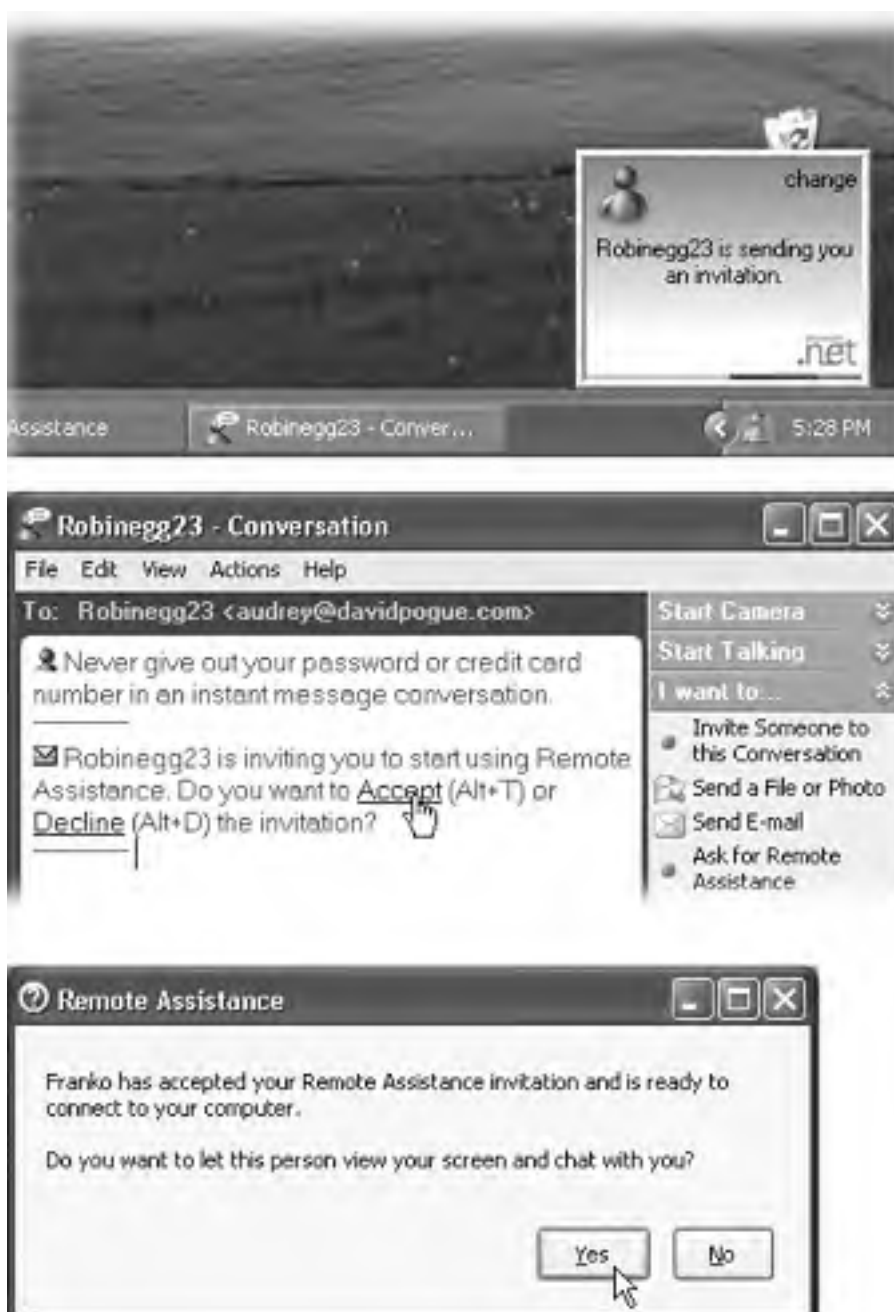 change
Robinegg23 is sending you
an invitation.
.net
Assistance
Robinegg23 - Conver...
5:28 PM
Robinegg23 - Conversation
File Edit View Actions Help
To: Robinegg23 <audrey@davidpogue.com>
Never give out your password or credit card
number in an instant message conversation.
Robinegg23 is inviting you to start using Remote
Assistance. Do you want to Accept (Alt+T) or
Decline (Alt+D) the invitation?
Start Camera
Start Talking
I want to...
Invite Someone to
this Conversation
Send a File or Photo
Send E-mail
Ask for Remote
Assistance
Remote Assistance
Franko has accepted your Remote Assistance invitation and is ready to
connect to your computer.
Do you want to let this person view your screen and chat with you?
Yes
No